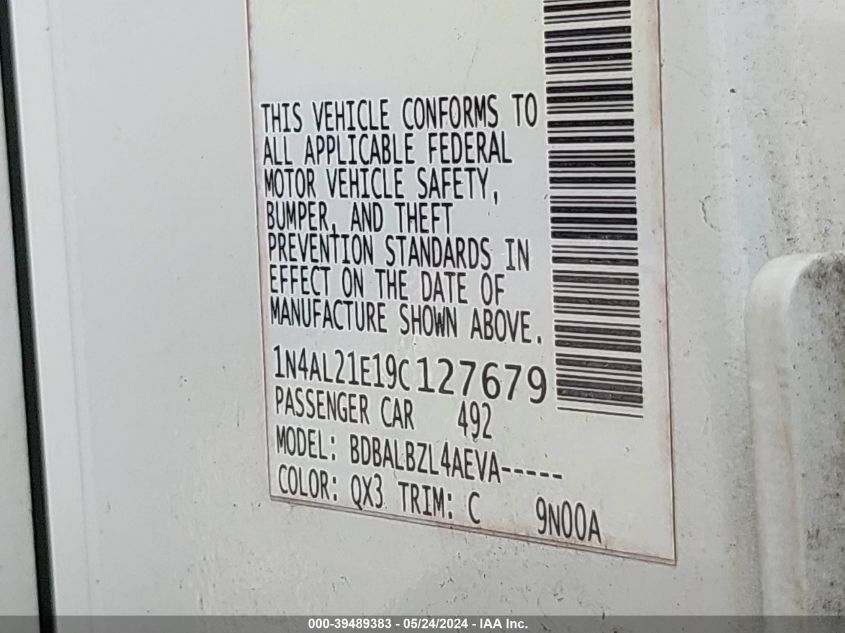 THIS VEHICLE CONFORMS TO
ALL APPLICABLE FEDERAL
MOTOR VEHICLE SAFETY,
BUMPER, AND THEFT
PREVENTION STANDARDS IN
EFFECT ON THE DATE OF
MANUFACTURE SHOWN ABOVE.
1N4AL21E19C127679
PASSENGER CAR 492
MODEL: BDBALBZL4AEVA-----
COLOR: QX3 TRIM: C 9N00A
000-39489383 - 05/24/2024 - IAA Inc.